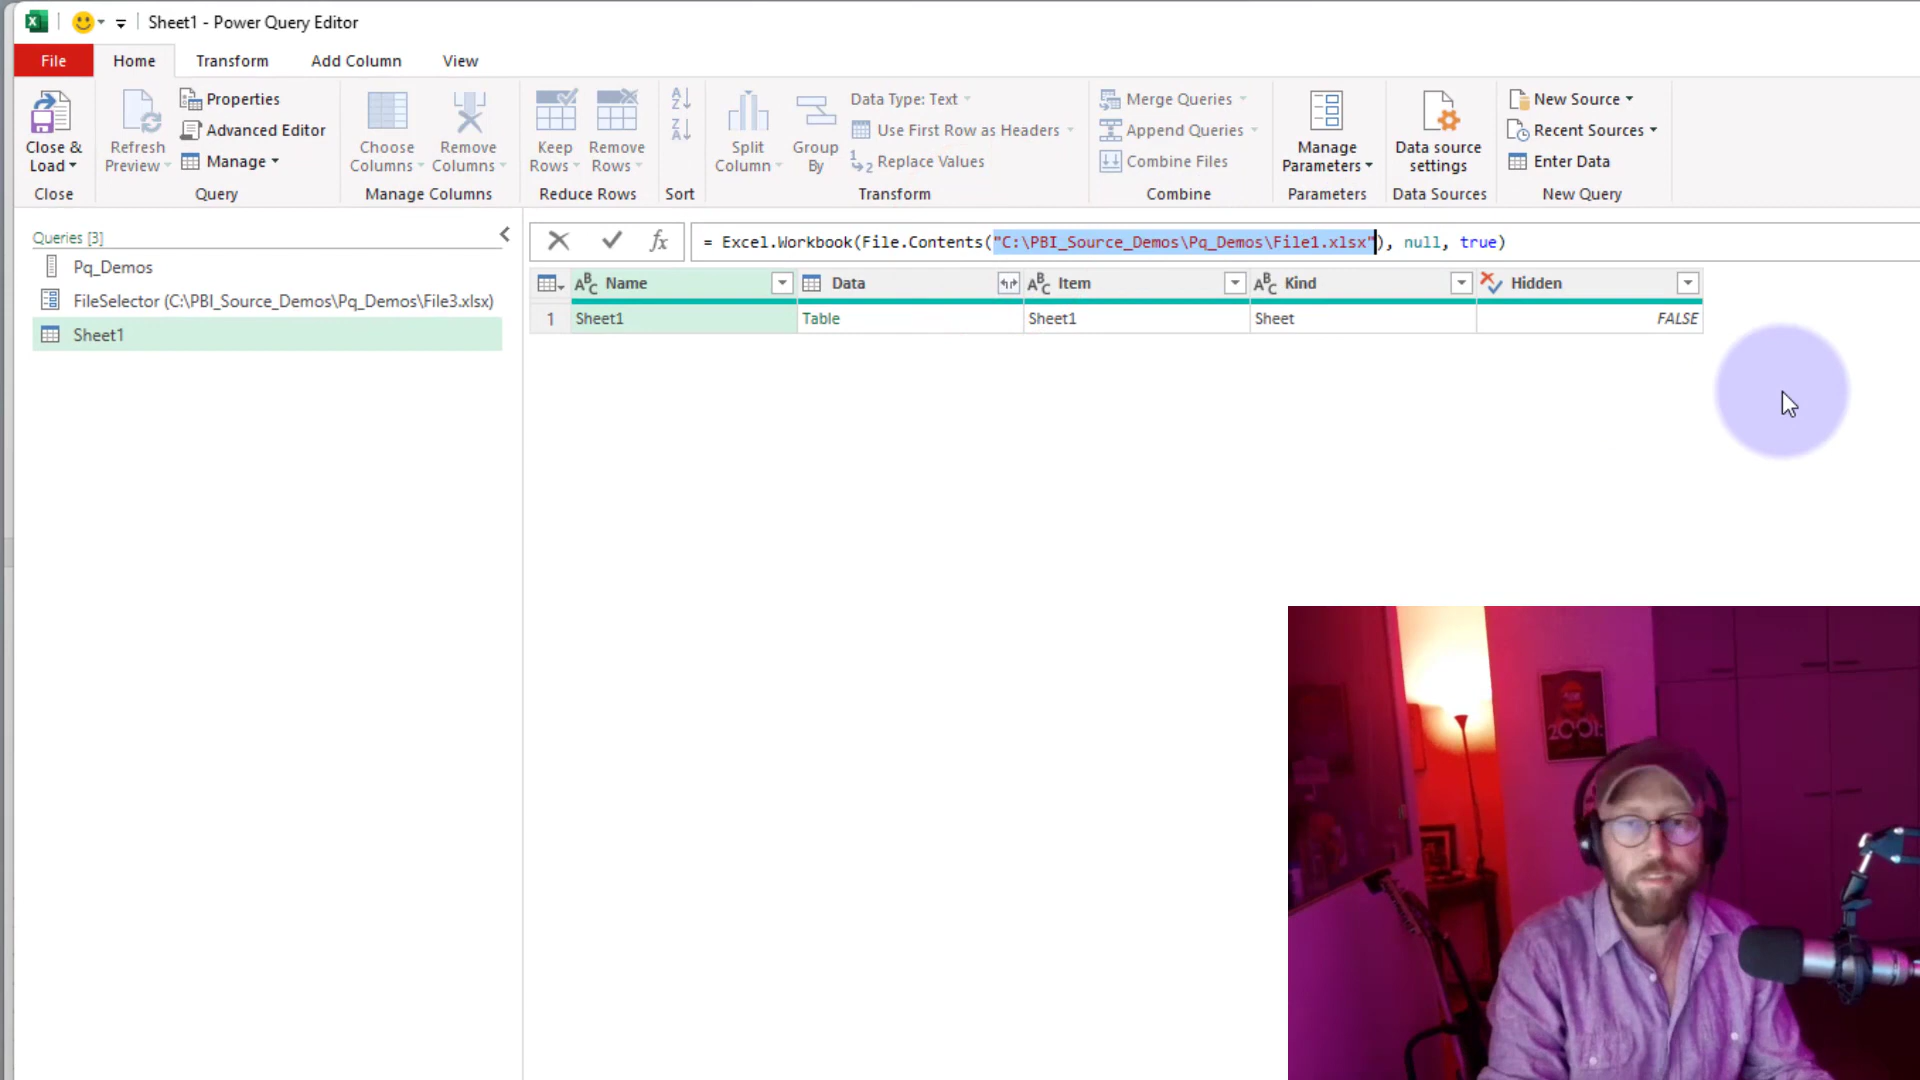 Sheet1 - Power Query Editor
File Home Transform Add Column View
Close & Load
Close
Refresh Preview
Properties
Advanced Editor
Manage
Query
Choose Columns
Remove Columns
Manage Columns
Keep Rows
Remove Rows
Reduce Rows
Sort
Split Column
Group By
Data Type: Text
Use First Row as Headers
Replace Values
Transform
Merge Queries
Append Queries
Combine Files
Combine
Manage Parameters
Parameters
Data source settings
Data Sources
New Source
Recent Sources
Enter Data
New Query
Queries [3]
Pq_Demos
FileSelector (C:\PBI_Source_Demos\Pq_Demos\File3.xlsx)
Sheet1
fx = Excel.Workbook(File.Contents("C:\PBI_Source_Demos\Pq_Demos\File1.xlsx"), null, true)
Name Data Item Kind Hidden
1 Sheet1 Table Sheet1 Sheet FALSE
2001: